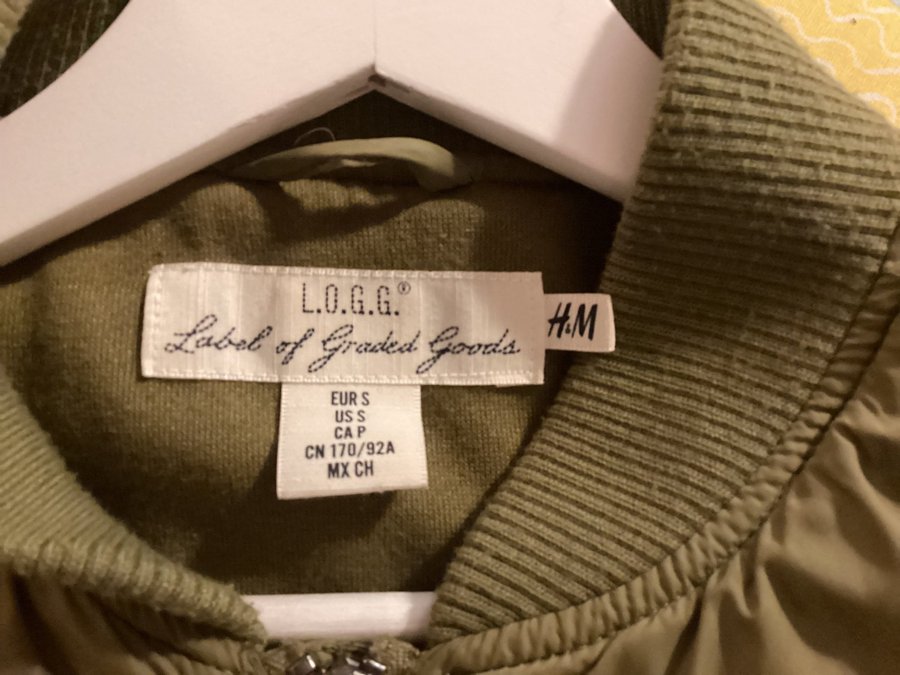 L.O.G.G.®
Label of Graded Goods
H&M
EUR S
US S
CA P
CN 170/92A
MX CH